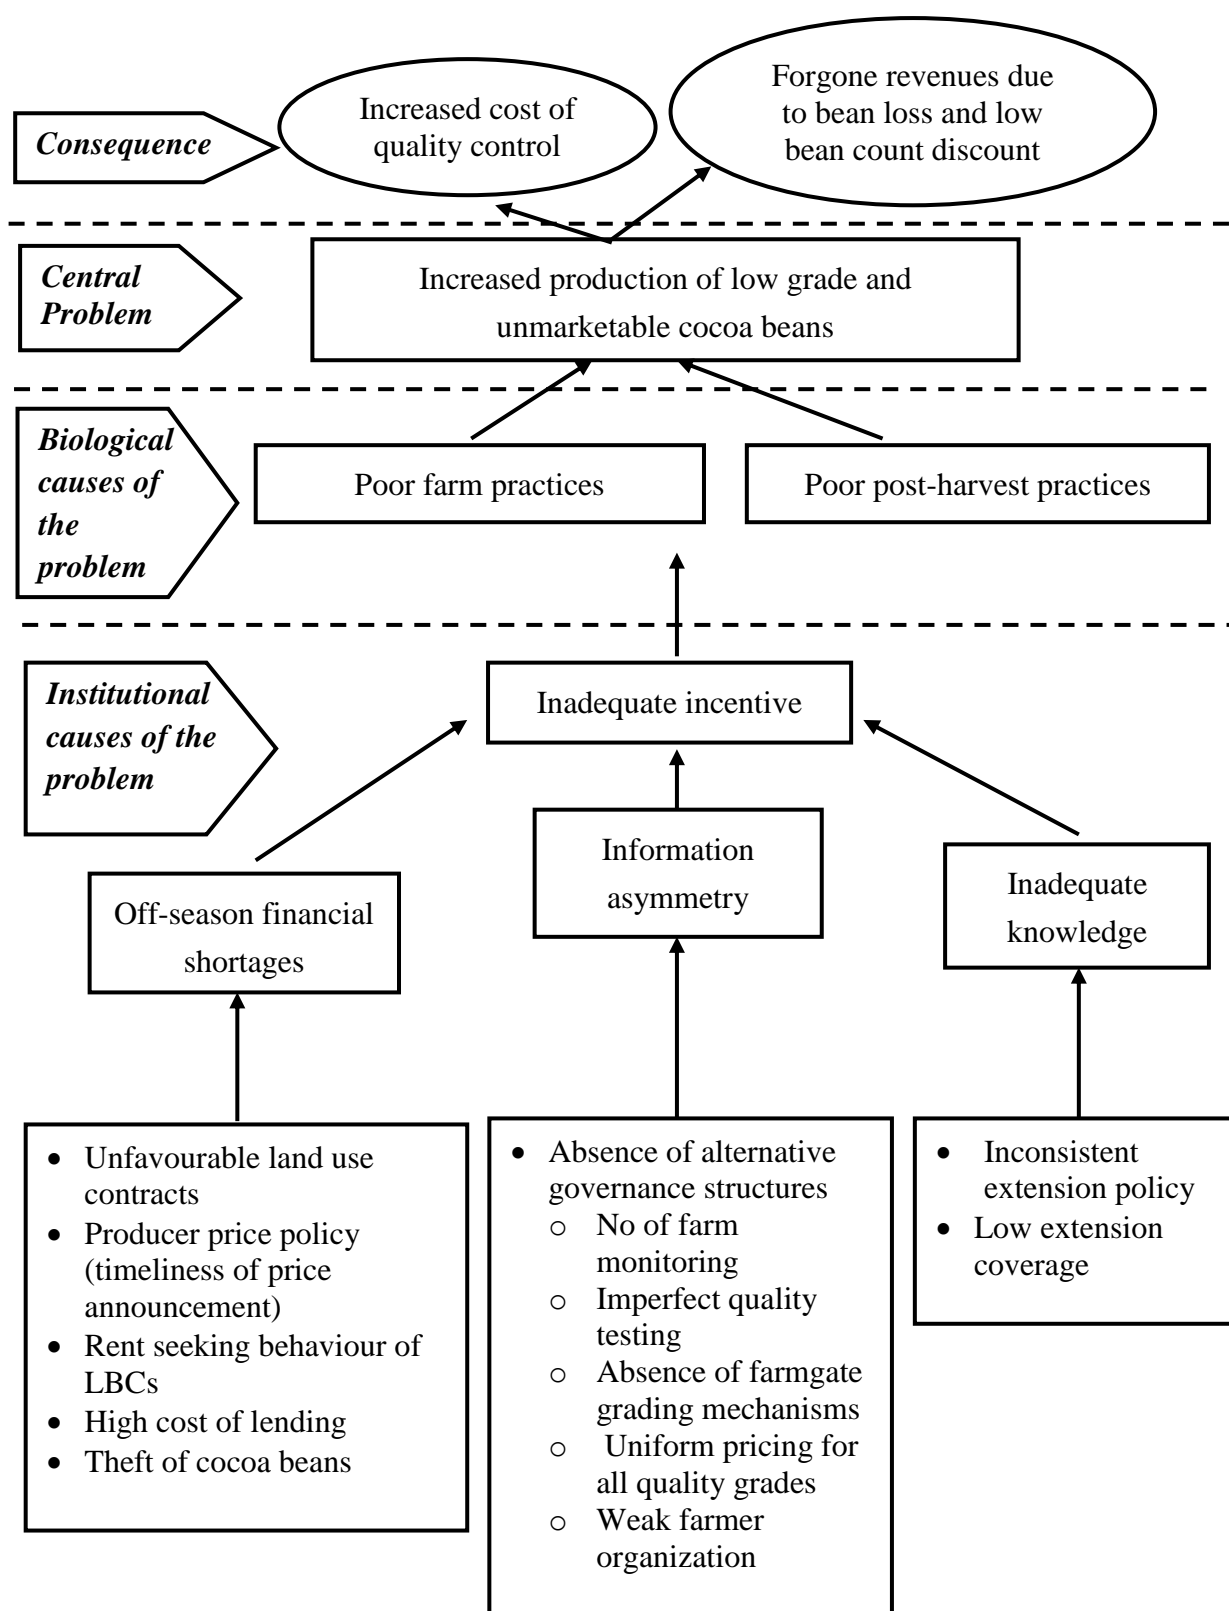 Consequence
Increased cost of
quality control
Forgone revenues due
to bean loss and low
bean count discount
Central
Problem
Increased production of low grade and
unmarketable cocoa beans
Biological
causes of
the
problem
Poor farm practices
Poor post-harvest practices
Institutional
causes of the
problem
Inadequate incentive
Off-season financial
shortages
Information
asymmetry
Inadequate
knowledge
• Unfavourable land use
contracts
• Producer price policy
(timeliness of price
announcement)
• Rent seeking behaviour of
LBCs
• High cost of lending
• Theft of cocoa beans
• Absence of alternative
governance structures
o No of farm
monitoring
o Imperfect quality
testing
o Absence of farmgate
grading mechanisms
o Uniform pricing for
all quality grades
o Weak farmer
organization
• Inconsistent
extension policy
• Low extension
coverage